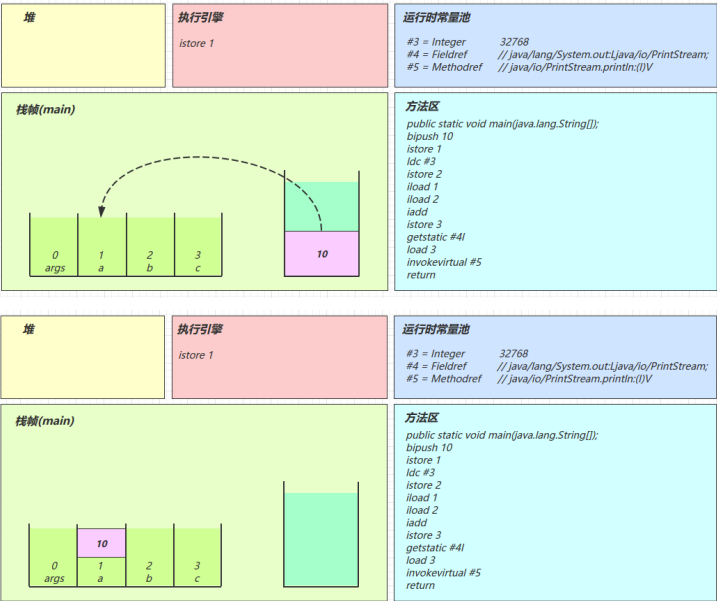 堆
执行引擎
istore 1
运行时常量池
#3 = Integer 32768
#4 = Fieldref // java/lang/System.out:Ljava/io/PrintStream;
#5 = Methodref // java/io/PrintStream.println:(I)V
栈帧(main)
10
0 1 2 3
args a b c
方法区
public static void main(java.lang.String[]);
bipush 10
istore 1
ldc #3
istore 2
iload 1
iload 2
iadd
istore 3
getstatic #4l
load 3
invokevirtual #5
return
堆
执行引擎
istore 1
运行时常量池
#3 = Integer 32768
#4 = Fieldref // java/lang/System.out:Ljava/io/PrintStream;
#5 = Methodref // java/io/PrintStream.println:(I)V
栈帧(main)
10
0 1 2 3
args a b c
方法区
public static void main(java.lang.String[]);
bipush 10
istore 1
ldc #3
istore 2
iload 1
iload 2
iadd
istore 3
getstatic #4l
load 3
invokevirtual #5
return